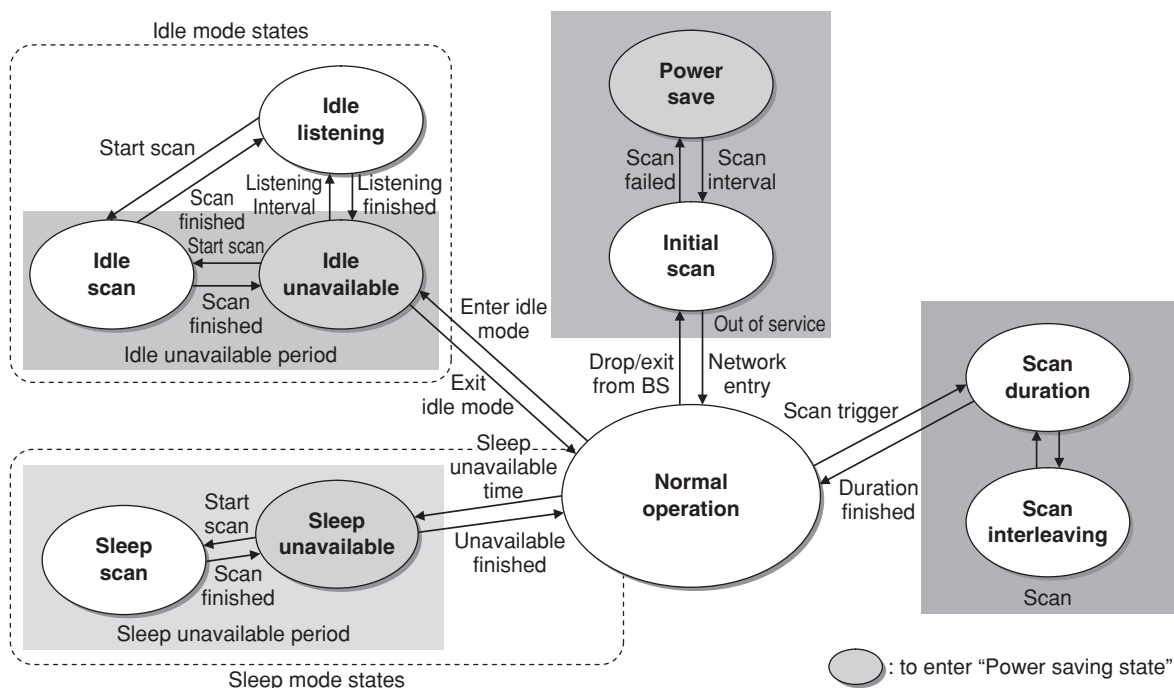 Idle mode states
Idle
listening
Start scan
Scan
finished
Listening
Interval
Listening
finished
Idle
scan
Start scan
Scan
finished
Idle
unavailable
Idle unavailable period
Enter idle
mode
Exit
idle mode
Power
save
Scan
failed
Scan
interval
Initial
scan
Out of service
Drop/exit
from BS
Network
entry
Scan trigger
Duration
finished
Scan
duration
Scan
interleaving
Scan
Normal
operation
Sleep
unavailable
time
Unavailable
finished
Start
scan
Sleep
unavailable
Sleep
scan
Scan
finished
Sleep unavailable period
Sleep mode states
: to enter “Power saving state”